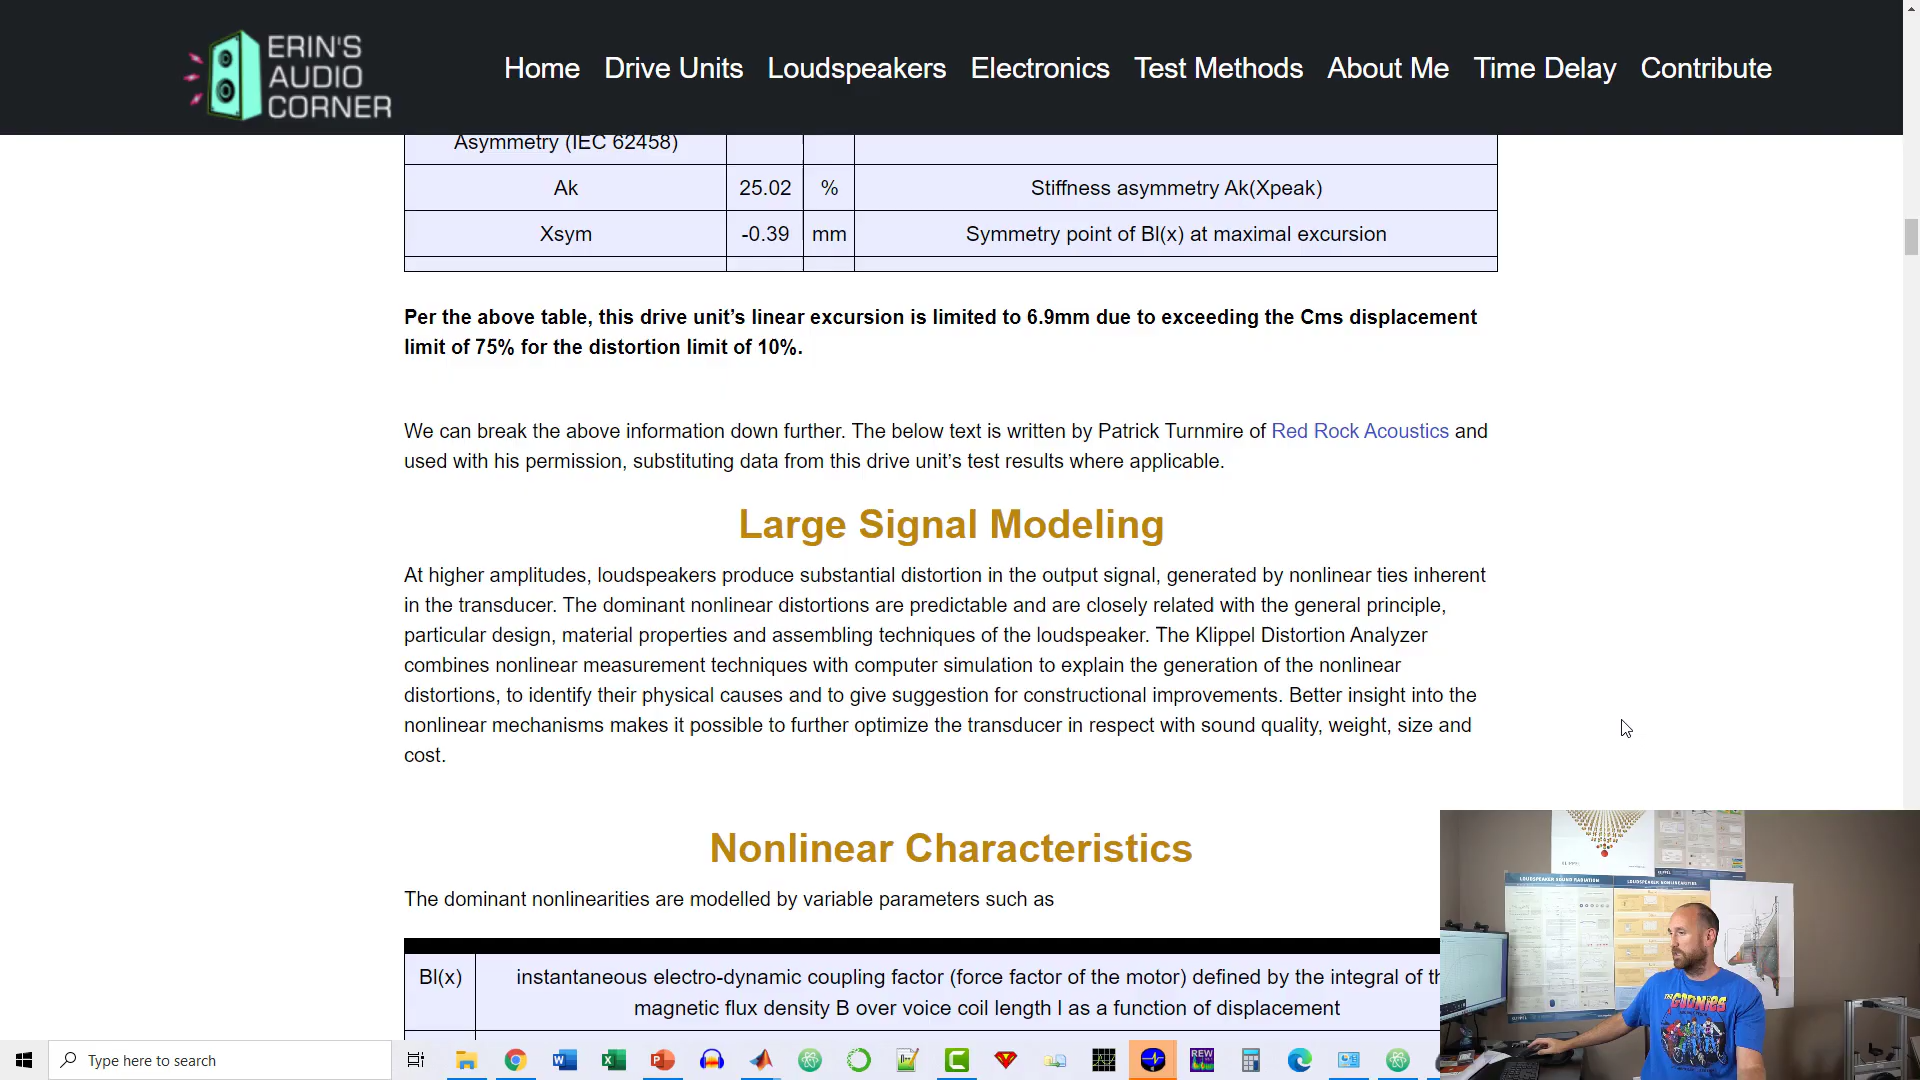 ERIN'S
AUDIO
CORNER
Home Drive Units Loudspeakers Electronics Test Methods About Me Time Delay Contribute
Asymmetry (IEC 62458)
Ak 25.02 % Stiffness asymmetry Ak(Xpeak)
Xsym -0.39 mm Symmetry point of Bl(x) at maximal excursion
Per the above table, this drive unit’s linear excursion is limited to 6.9mm due to exceeding the Cms displacement
limit of 75% for the distortion limit of 10%.
We can break the above information down further. The below text is written by Patrick Turnmire of Red Rock Acoustics and
used with his permission, substituting data from this drive unit’s test results where applicable.
Large Signal Modeling
At higher amplitudes, loudspeakers produce substantial distortion in the output signal, generated by nonlinear ties inherent
in the transducer. The dominant nonlinear distortions are predictable and are closely related with the general principle,
particular design, material properties and assembling techniques of the loudspeaker. The Klippel Distortion Analyzer
combines nonlinear measurement techniques with computer simulation to explain the generation of the nonlinear
distortions, to identify their physical causes and to give suggestion for constructional improvements. Better insight into the
nonlinear mechanisms makes it possible to further optimize the transducer in respect with sound quality, weight, size and
cost.
Nonlinear Characteristics
The dominant nonlinearities are modelled by variable parameters such as
Bl(x) instantaneous electro-dynamic coupling factor (force factor of the motor) defined by the integral of th
magnetic flux density B over voice coil length l as a function of displacement
LOUDSPEAKER SOUND RADIATION
LOUDSPEAKER NONLINEARITIES
THE
GOONIES
Type here to search
REW